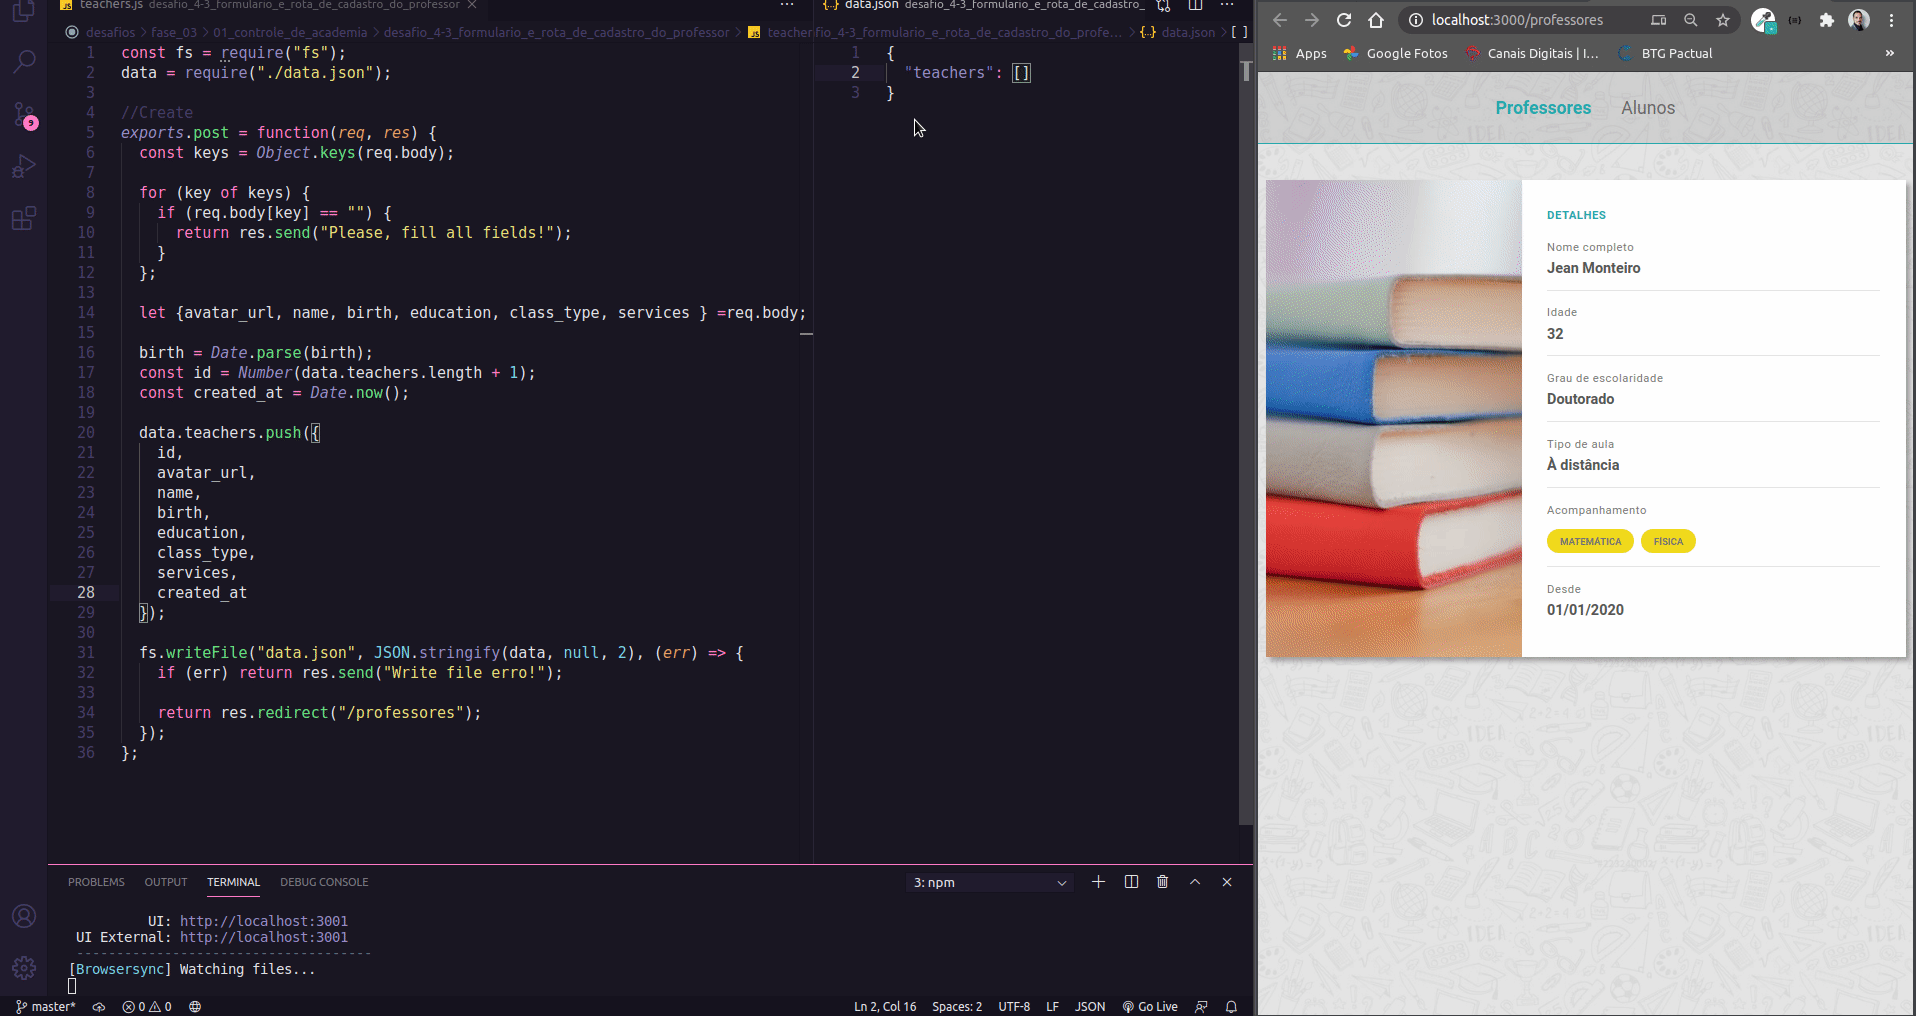 teachers.js desafio_4-3_formulario_e_rota_de_cadastro_do_professor
desafios > fase_03 > 01_controle_de_academia > desafio_4-3_formulario_e_rota_de_cadastro_do_professor > teacher
1 const fs = require("fs");
2 data = require("./data.json");
3
4 //Create
5 exports.post = function(req, res) {
6 const keys = Object.keys(req.body);
7
8 for (key of keys) {
9 if (req.body[key] == "") {
10 return res.send("Please, fill all fields!");
11 }
12 };
13
14 let {avatar_url, name, birth, education, class_type, services } =req.body;
15
16 birth = Date.parse(birth);
17 const id = Number(data.teachers.length + 1);
18 const created_at = Date.now();
19
20 data.teachers.push({
21 id,
22 avatar_url,
23 name,
24 birth,
25 education,
26 class_type,
27 services,
28 created_at
29 });
30
31 fs.writeFile("data.json", JSON.stringify(data, null, 2), (err) => {
32 if (err) return res.send("Write file erro!");
33
34 return res.redirect("/professores");
35 });
36 };
{..} data.json desafio_4-3_formulario_e_rota_de_cadastro_
fio_4-3_formulario_e_rota_de_cadastro_do_profe... > {..} data.json > [ ]
1 {
2 "teachers": []
3 }
9
PROBLEMS OUTPUT TERMINAL DEBUG CONSOLE 3: npm
UI: http://localhost:3001
UI External: http://localhost:3001
-------------------------------------
[Browsersync] Watching files...
master* 0 0 Ln 2, Col 16 Spaces: 2 UTF-8 LF JSON Go Live
localhost:3000/professores
Apps Google Fotos Canais Digitais | I... BTG Pactual »
Professores Alunos
DETALHES
Nome completo
Jean Monteiro
Idade
32
Grau de escolaridade
Doutorado
Tipo de aula
À distância
Acompanhamento
MATEMÁTICA FÍSICA
Desde
01/01/2020